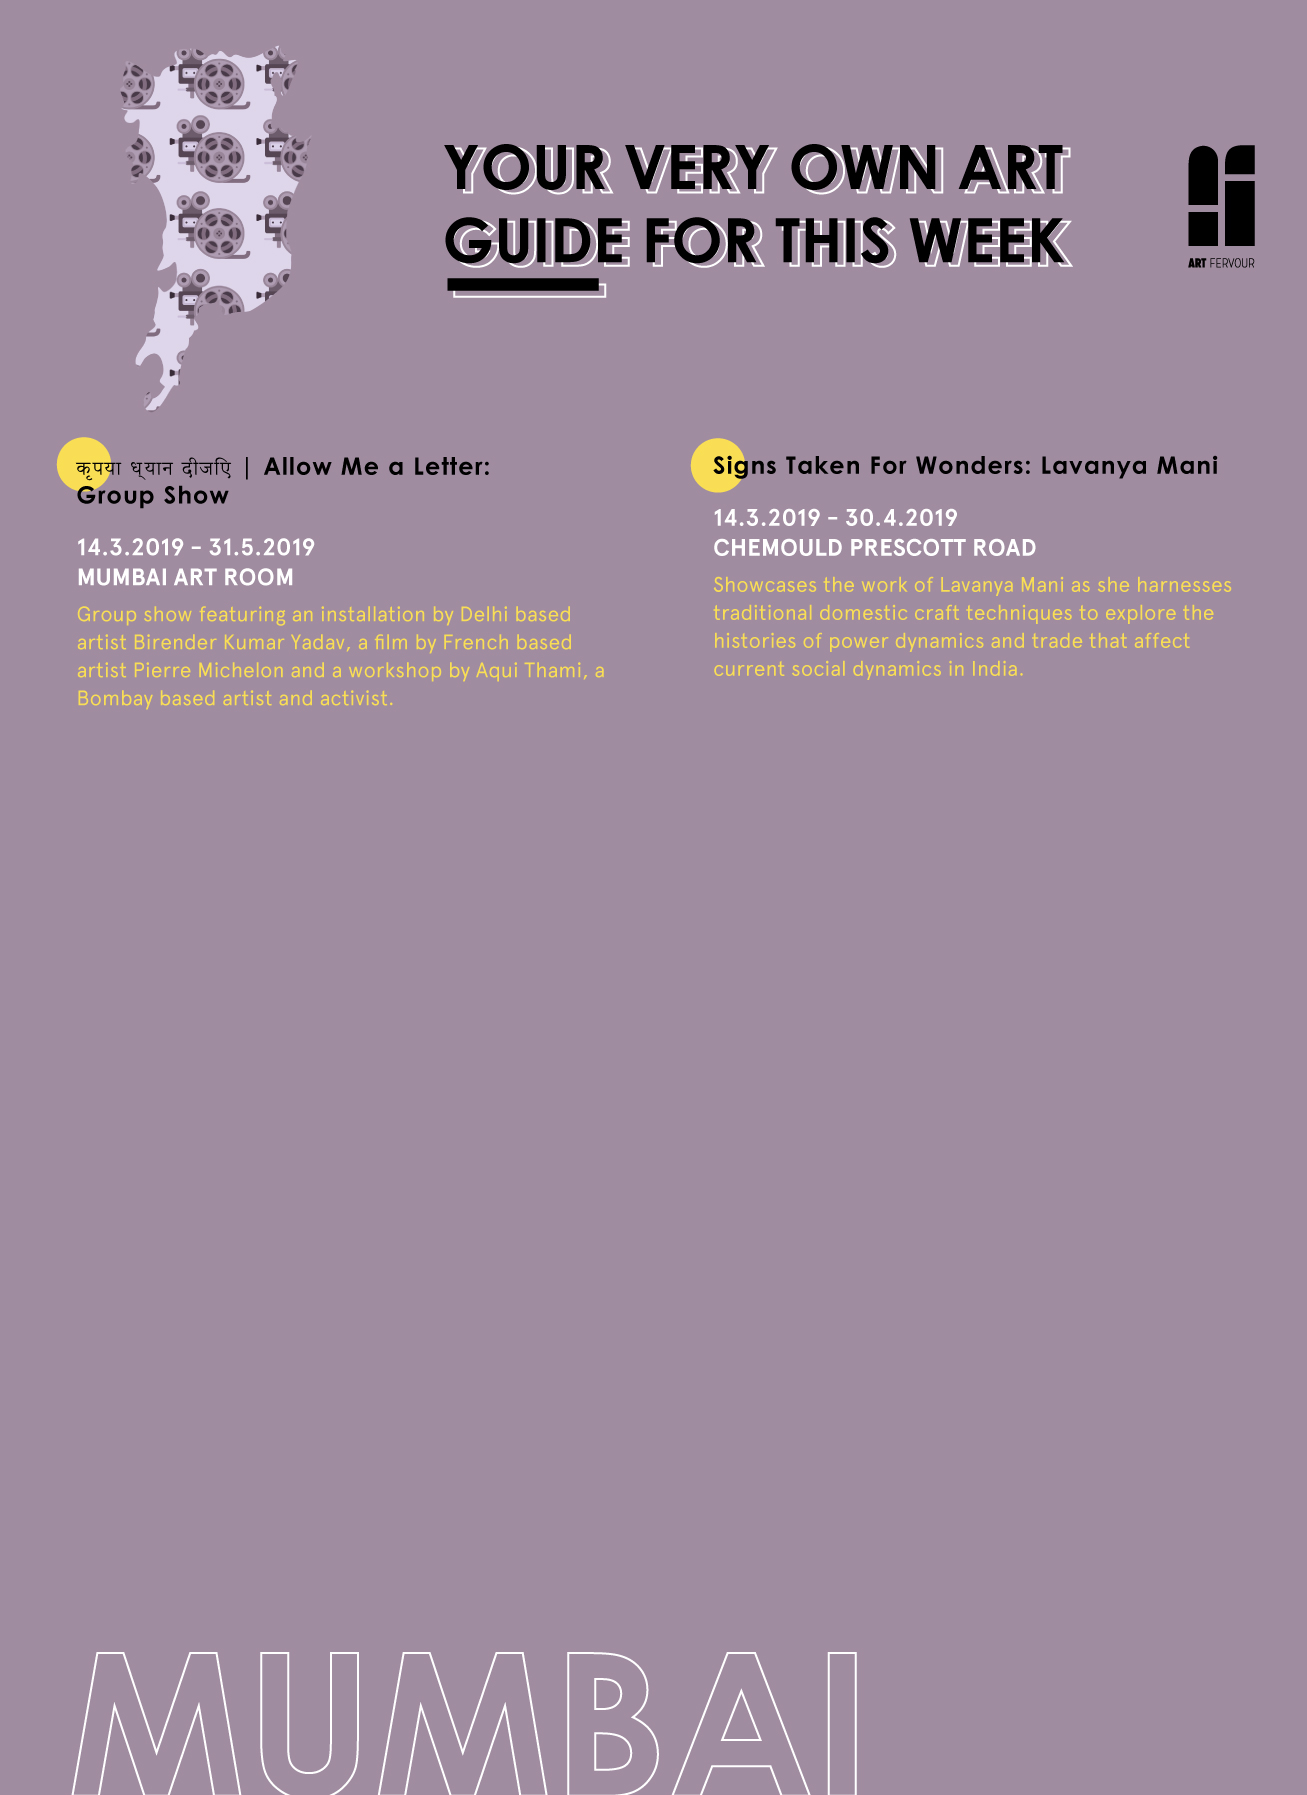 YOUR VERY OWN ART
GUIDE FOR THIS WEEK
ART FERVOUR
कृपया ध्यान दीजिए | Allow Me a Letter:
Group Show
14.3.2019 – 31.5.2019
MUMBAI ART ROOM
Group show featuring an installation by Delhi based
artist Birender Kumar Yadav, a film by French based
artist Pierre Michelon and a workshop by Aqui Thami, a
Bombay based artist and activist.
Signs Taken For Wonders: Lavanya Mani
14.3.2019 – 30.4.2019
CHEMOULD PRESCOTT ROAD
Showcases the work of Lavanya Mani as she harnesses
traditional domestic craft techniques to explore the
histories of power dynamics and trade that affect
current social dynamics in India.
MUMBAI